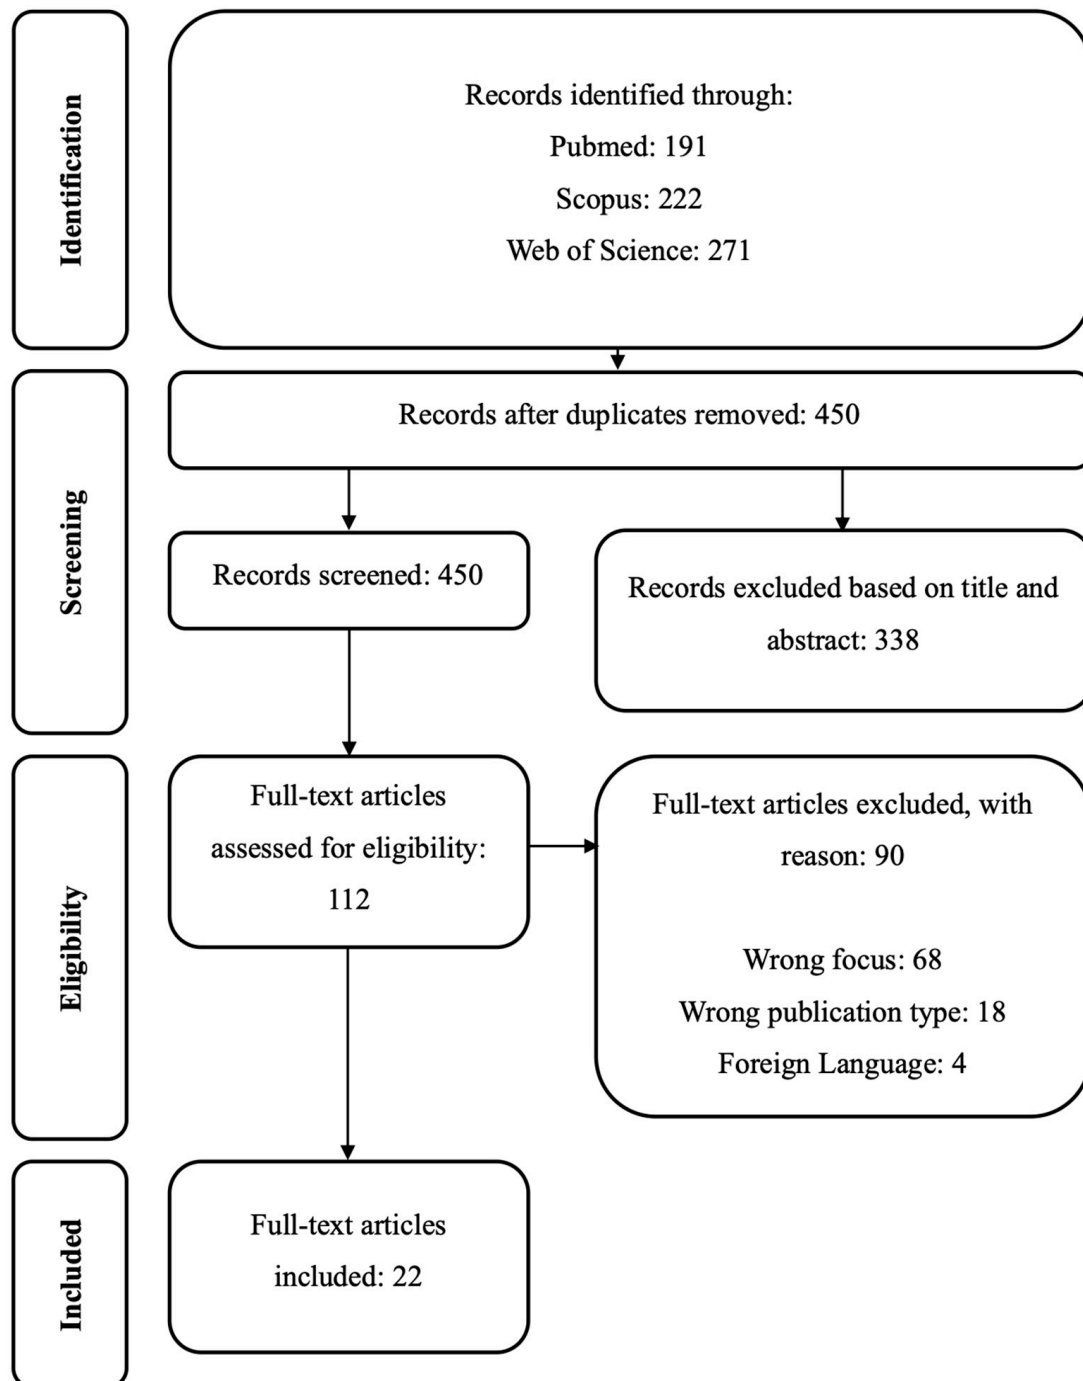 Identification
Records identified through:
Pubmed: 191
Scopus: 222
Web of Science: 271
Screening
Records after duplicates removed: 450
Records screened: 450
Records excluded based on title and
abstract: 338
Eligibility
Full-text articles
assessed for eligibility:
112
Full-text articles excluded, with
reason: 90
Wrong focus: 68
Wrong publication type: 18
Foreign Language: 4
Included
Full-text articles
included: 22